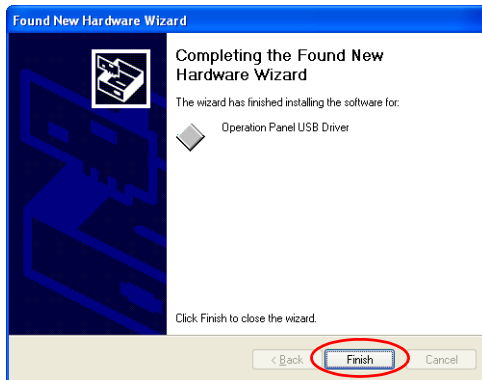 Found New Hardware Wizard
Completing the Found New
Hardware Wizard
The wizard has finished installing the software for:
Operation Panel USB Driver
Click Finish to close the wizard.
< Back
Finish
Cancel